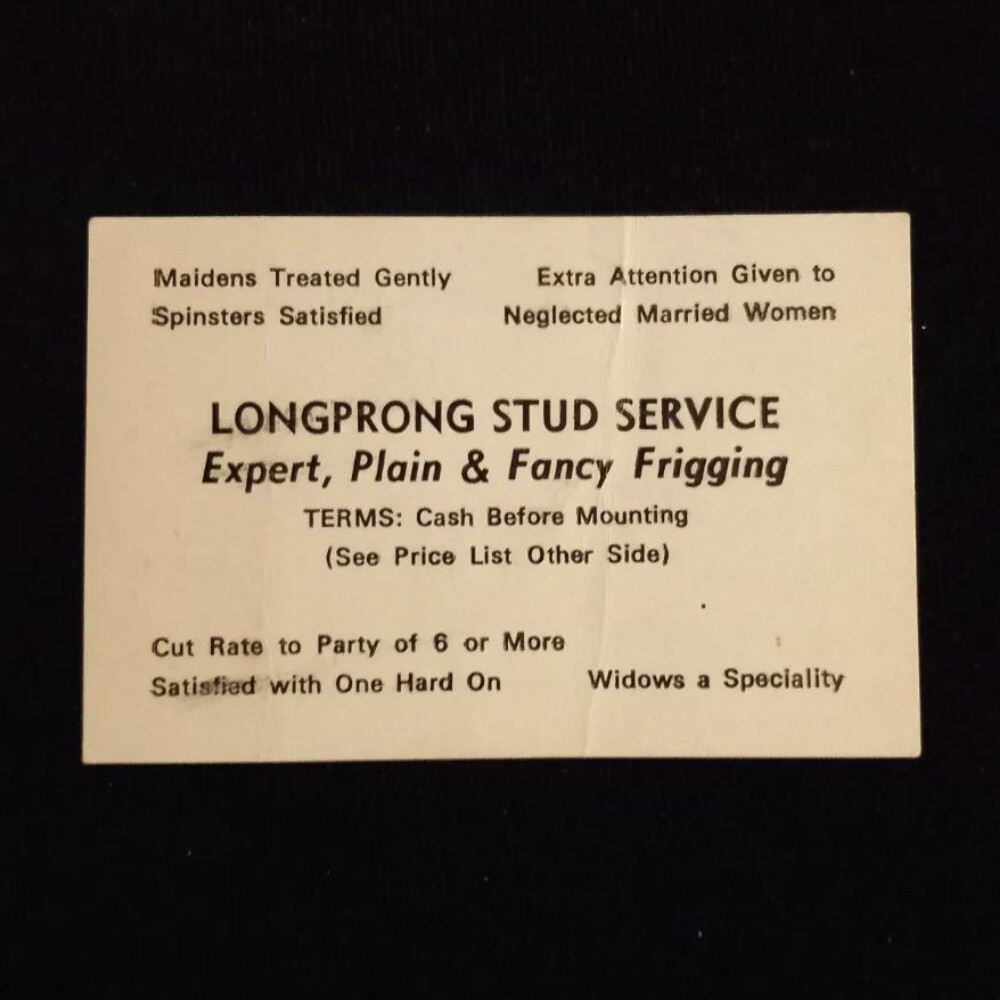 Maidens Treated Gently
Spinsters Satisfied
Extra Attention Given to
Neglected Married Women
LONGPRONG STUD SERVICE
Expert, Plain & Fancy Frigging
TERMS: Cash Before Mounting
(See Price List Other Side)
Cut Rate to Party of 6 or More
Satisfied with One Hard On
Widows a Speciality